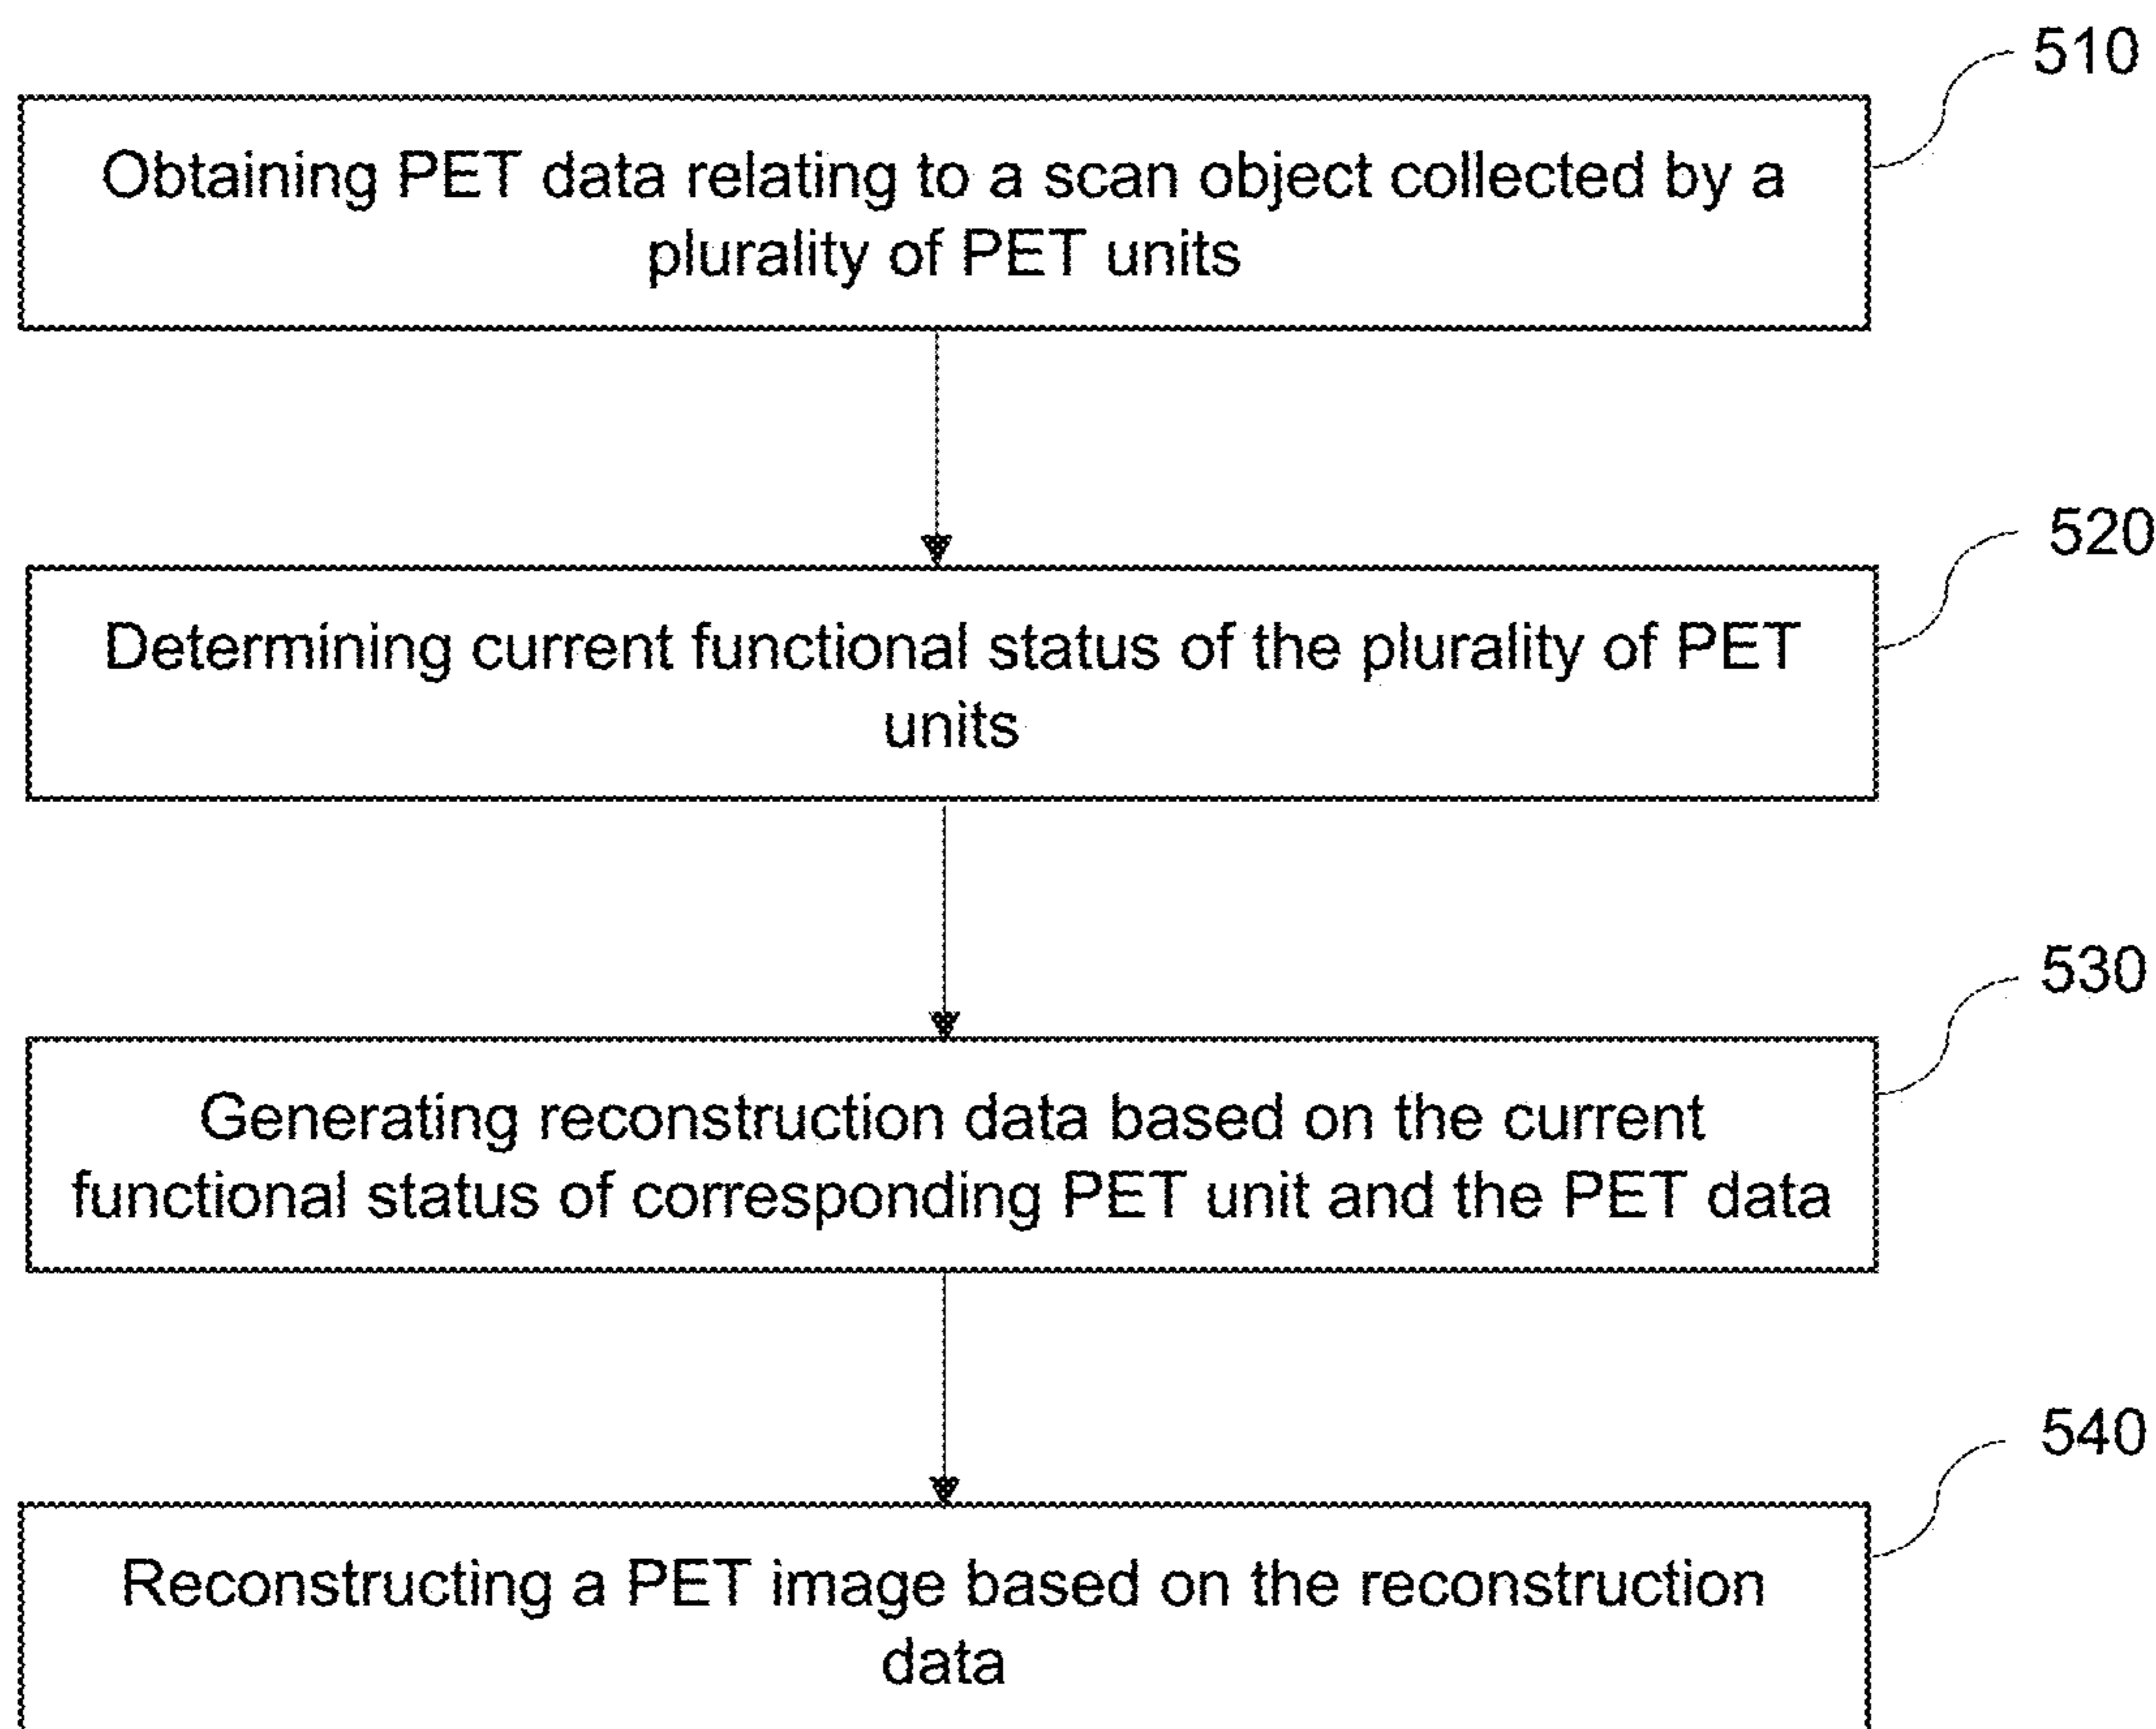 510
Obtaining PET data relating to a scan object collected by a
plurality of PET units
520
Determining current functional status of the plurality of PET
units
530
Generating reconstruction data based on the current
functional status of corresponding PET unit and the PET data
540
Reconstructing a PET image based on the reconstruction
data